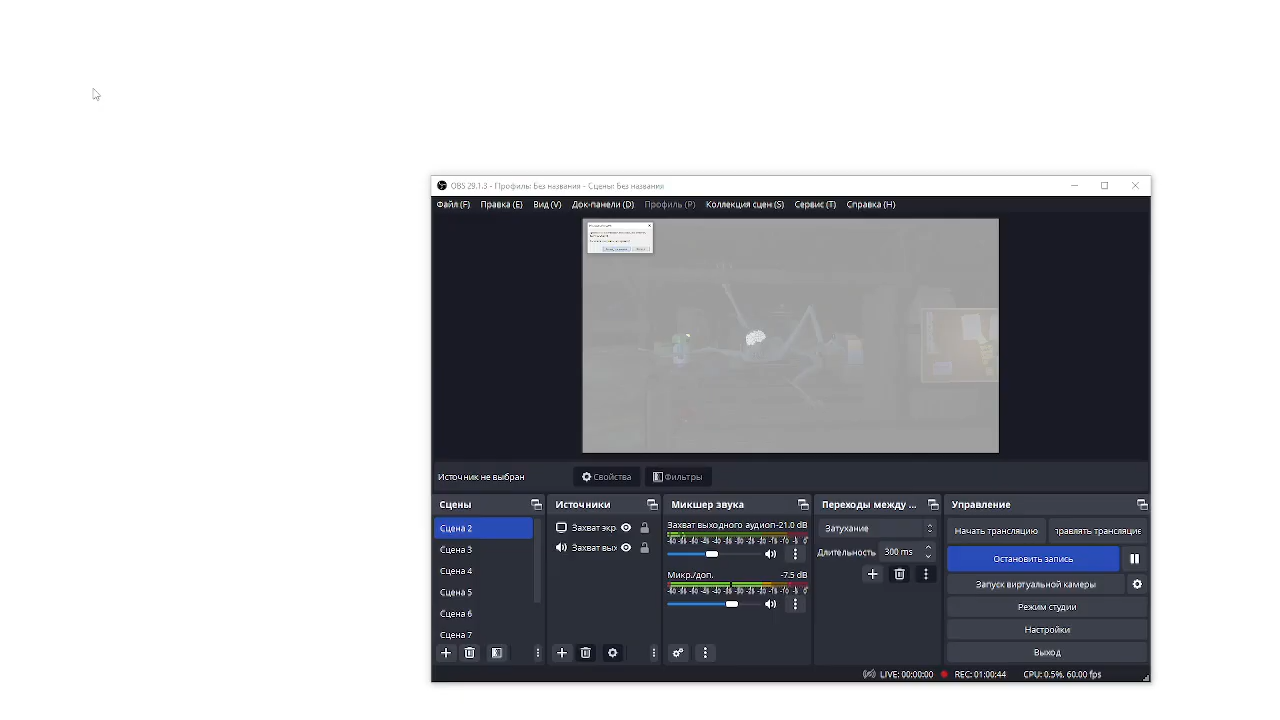 OBS 29.1.3 - Профиль: Без названия - Сцены: Без названия
Файл (F) Правка (E) Вид (V) Док-панели (D) Профиль (P) Коллекция сцен (S) Сервис (T) Справка (H)
Источник не выбран Свойства Фильтры
Сцены Источники Микшер звука Переходы между ... Управление
Сцена 2
Сцена 3
Сцена 4
Сцена 5
Сцена 6
Сцена 7
Захват экр
Захват вых
Захват выходного аудиоп -21.0 dB
Микр./доп. -7.5 dB
Затухание
Длительность 300 ms
Начать трансляцию правлять трансляцие
Остановить запись
Запуск виртуальной камеры
Режим студии
Настройки
Выход
LIVE: 00:00:00 REC: 01:00:44 CPU: 0.5%, 60.00 fps